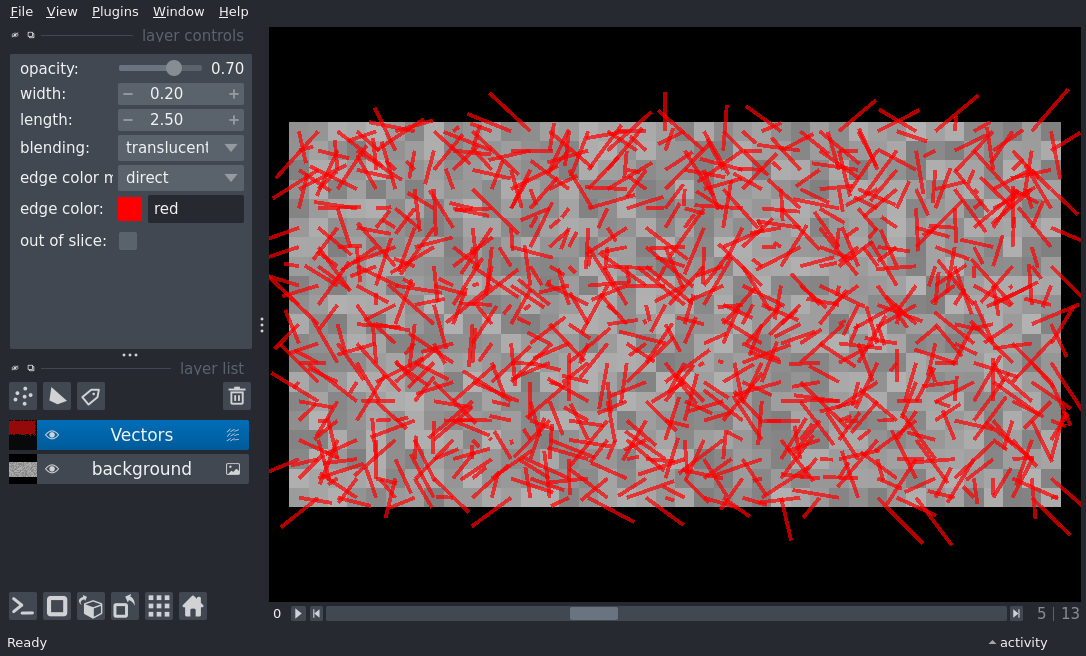 File View Plugins Window Help
layer controls
opacity: 0.70
width: − 0.20 +
length: − 2.50 +
blending: translucent
edge color m direct
edge color: red
out of slice:
layer list
Vectors
background
0 5 | 13
Ready activity